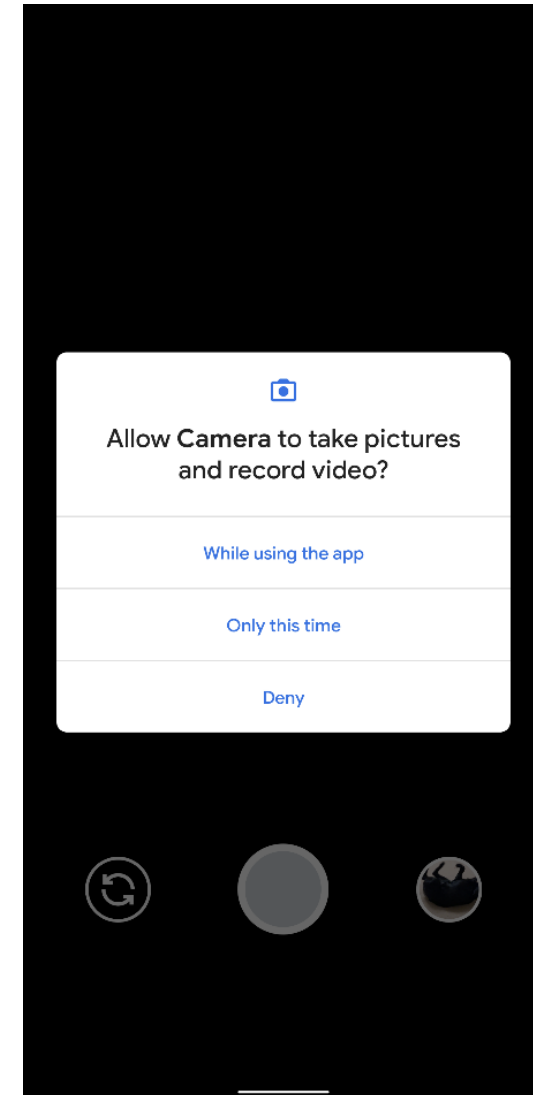 Allow Camera to take pictures
and record video?
While using the app
Only this time
Deny